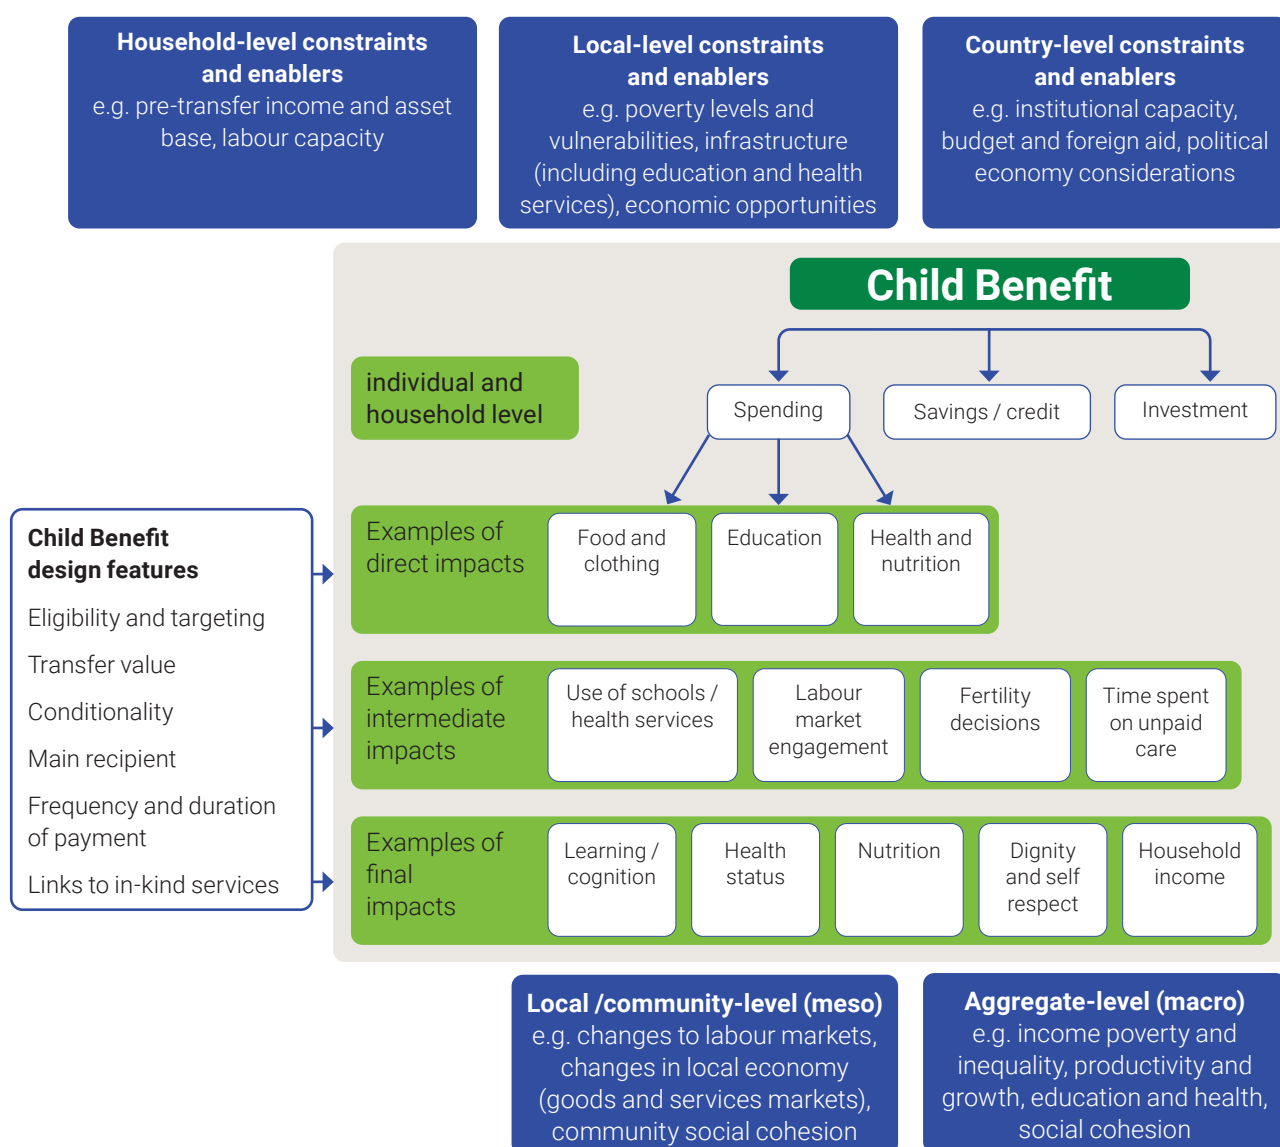 Household-level constraints
and enablers
e.g. pre-transfer income and asset
base, labour capacity
Local-level constraints
and enablers
e.g. poverty levels and
vulnerabilities, infrastructure
(including education and health
services), economic opportunities
Country-level constraints
and enablers
e.g. institutional capacity,
budget and foreign aid, political
economy considerations
Child Benefit
individual and
household level
Spending
Savings / credit
Investment
Child Benefit
design features
Eligibility and targeting
Transfer value
Conditionality
Main recipient
Frequency and duration
of payment
Links to in-kind services
Examples of
direct impacts
Food and
clothing
Education
Health and
nutrition
Examples of
intermediate
impacts
Use of schools /
health services
Labour
market
engagement
Fertility
decisions
Time spent
on unpaid
care
Examples of
final
impacts
Learning /
cognition
Health
status
Nutrition
Dignity
and self
respect
Household
income
Local /community-level (meso)
e.g. changes to labour markets,
changes in local economy
(goods and services markets),
community social cohesion
Aggregate-level (macro)
e.g. income poverty and
inequality, productivity and
growth, education and health,
social cohesion